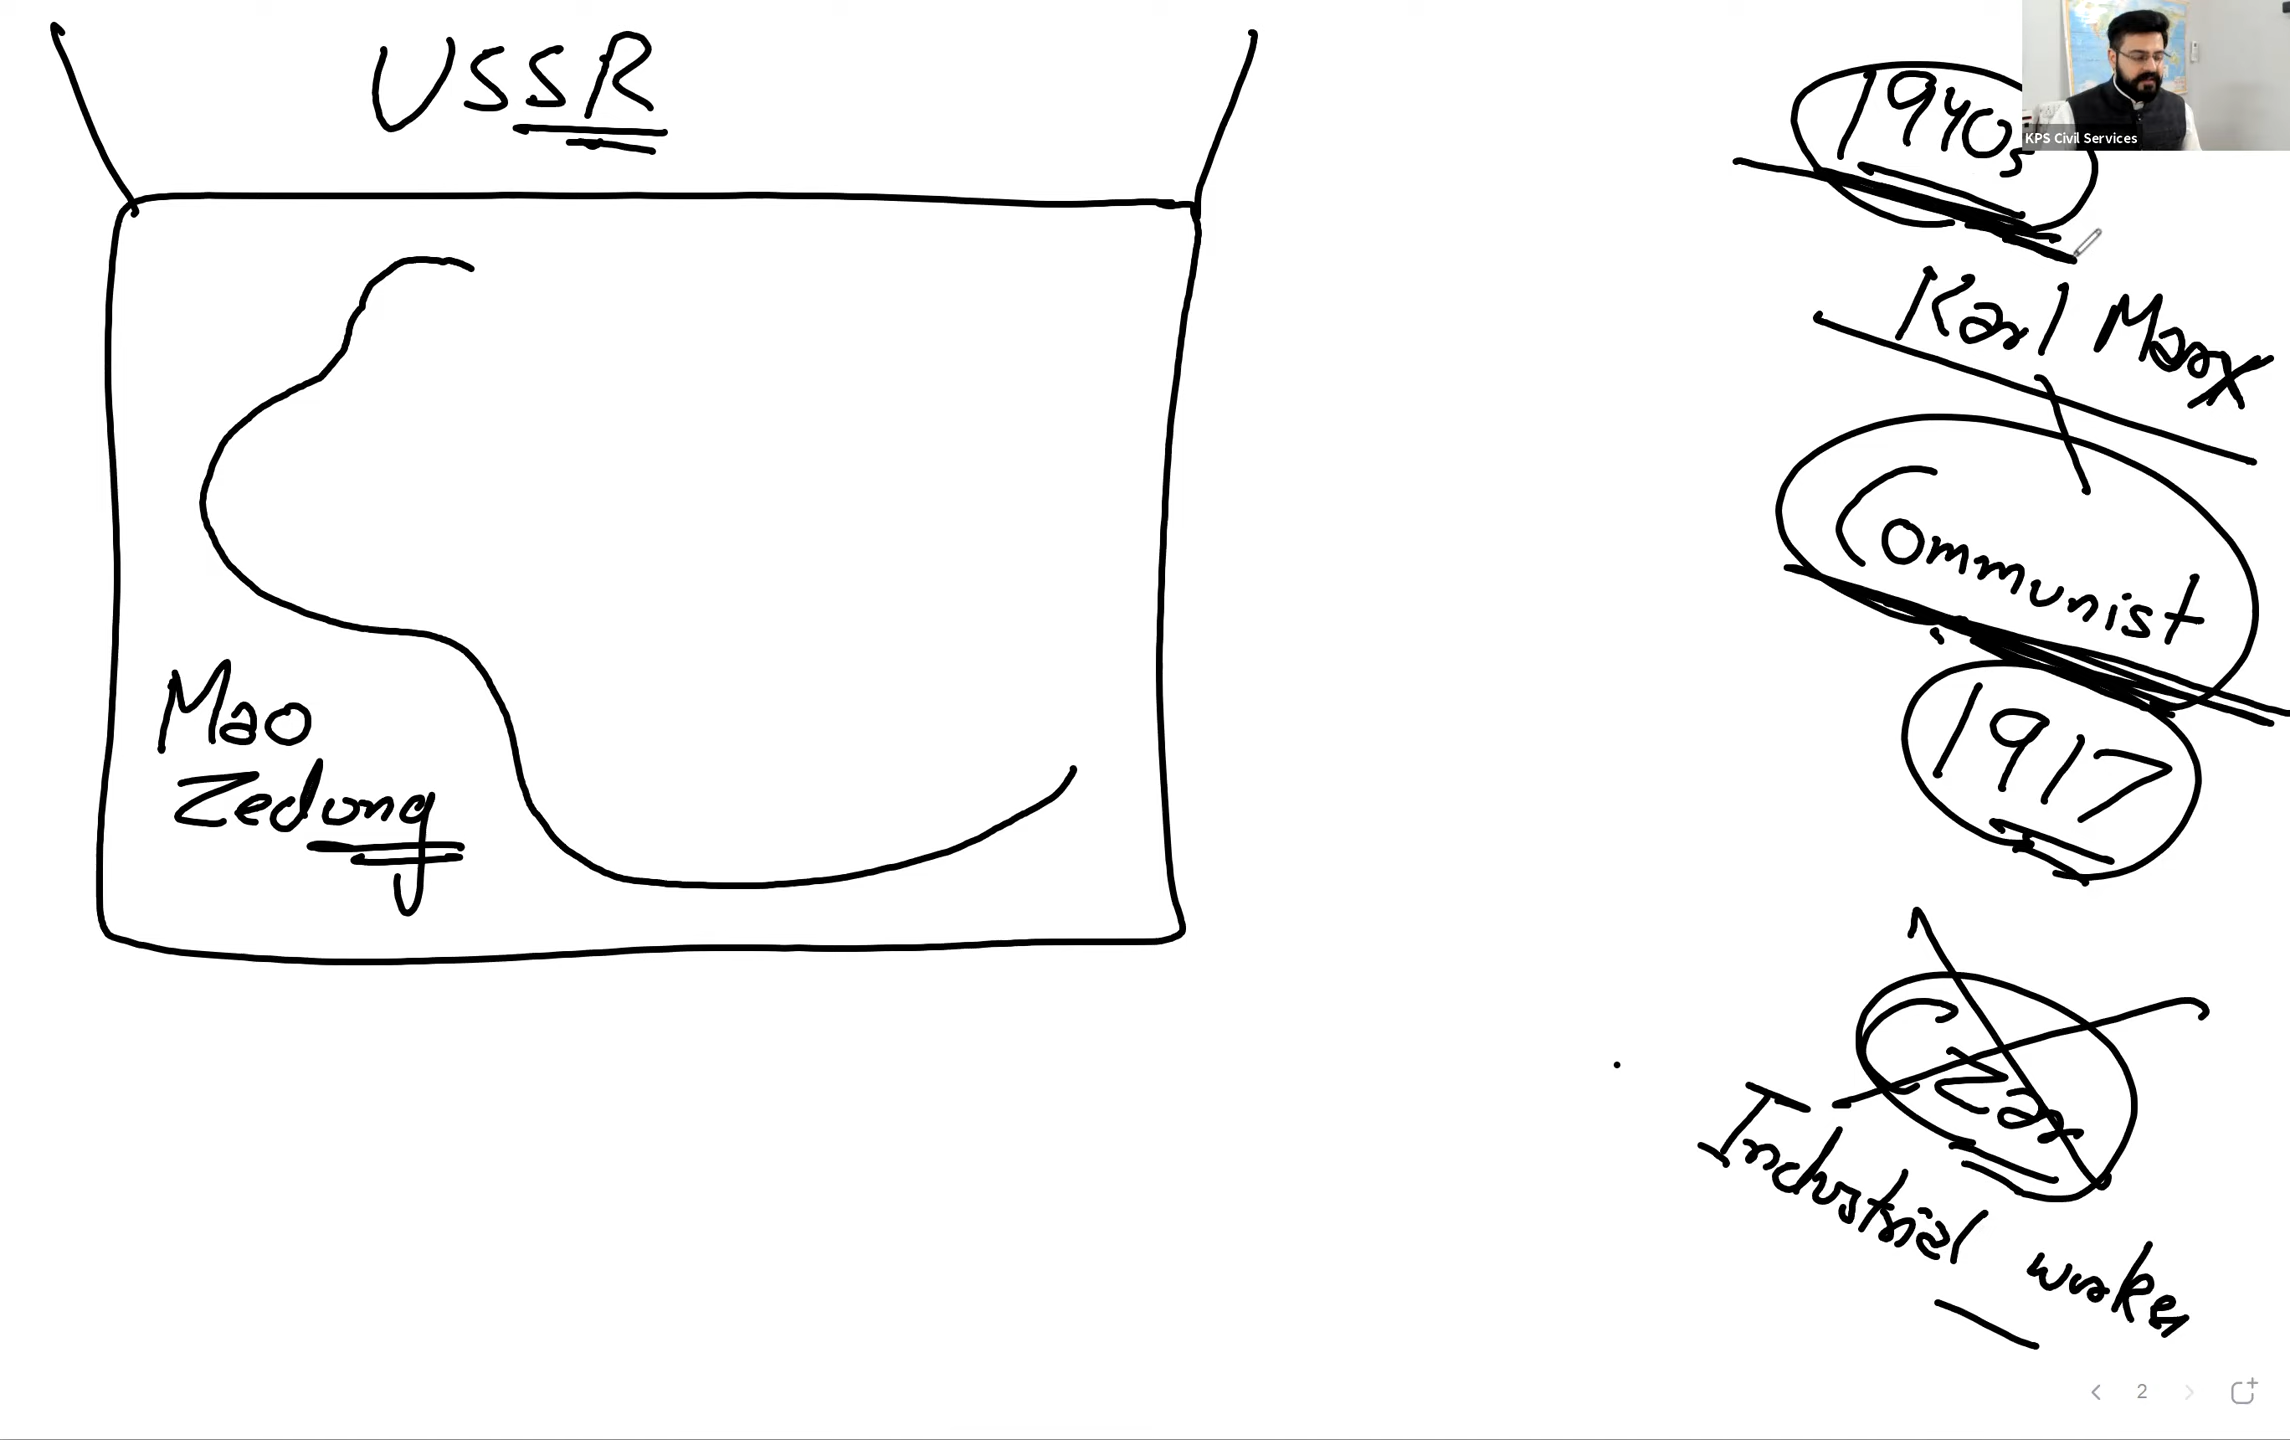 USSR
1940s
KPS Civil Services
Karl Marx
Communist
1917
Mao
Zedong
Czar
Industrial worker
2